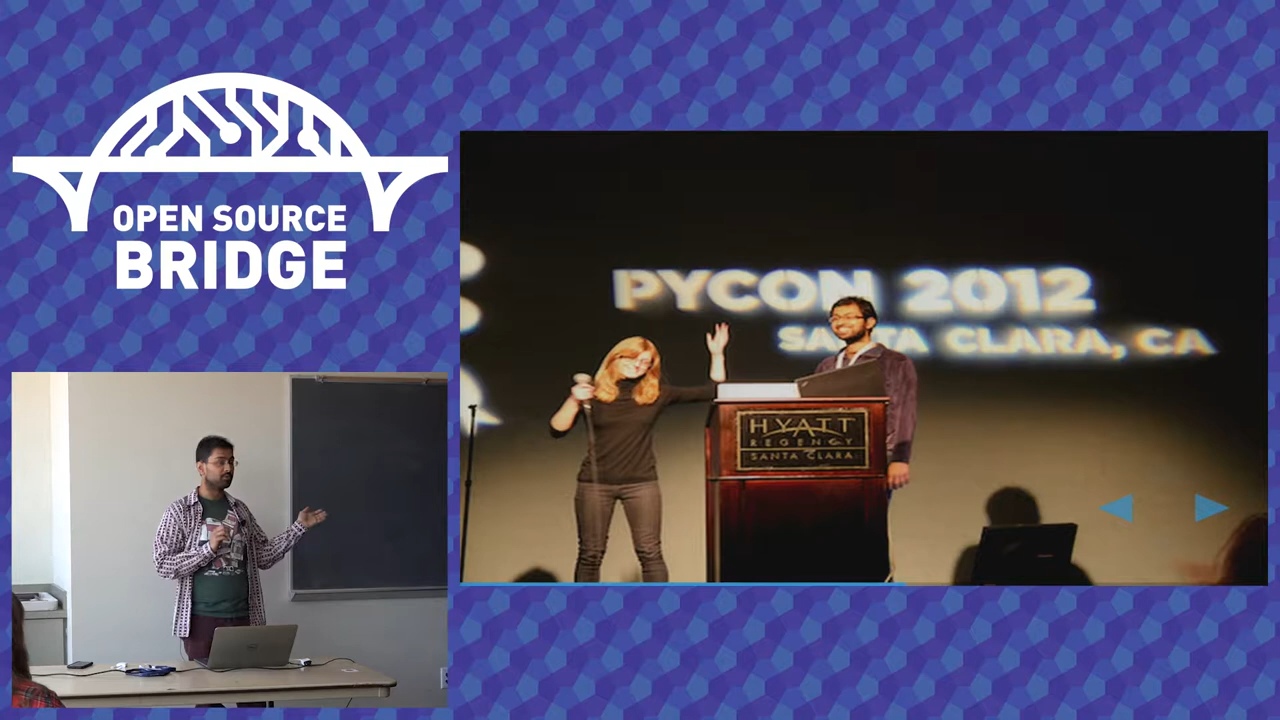 OPEN SOURCE
BRIDGE
PYCON 2012
SANTA CLARA, CA
HYATT
REGENCY
SANTA CLARA